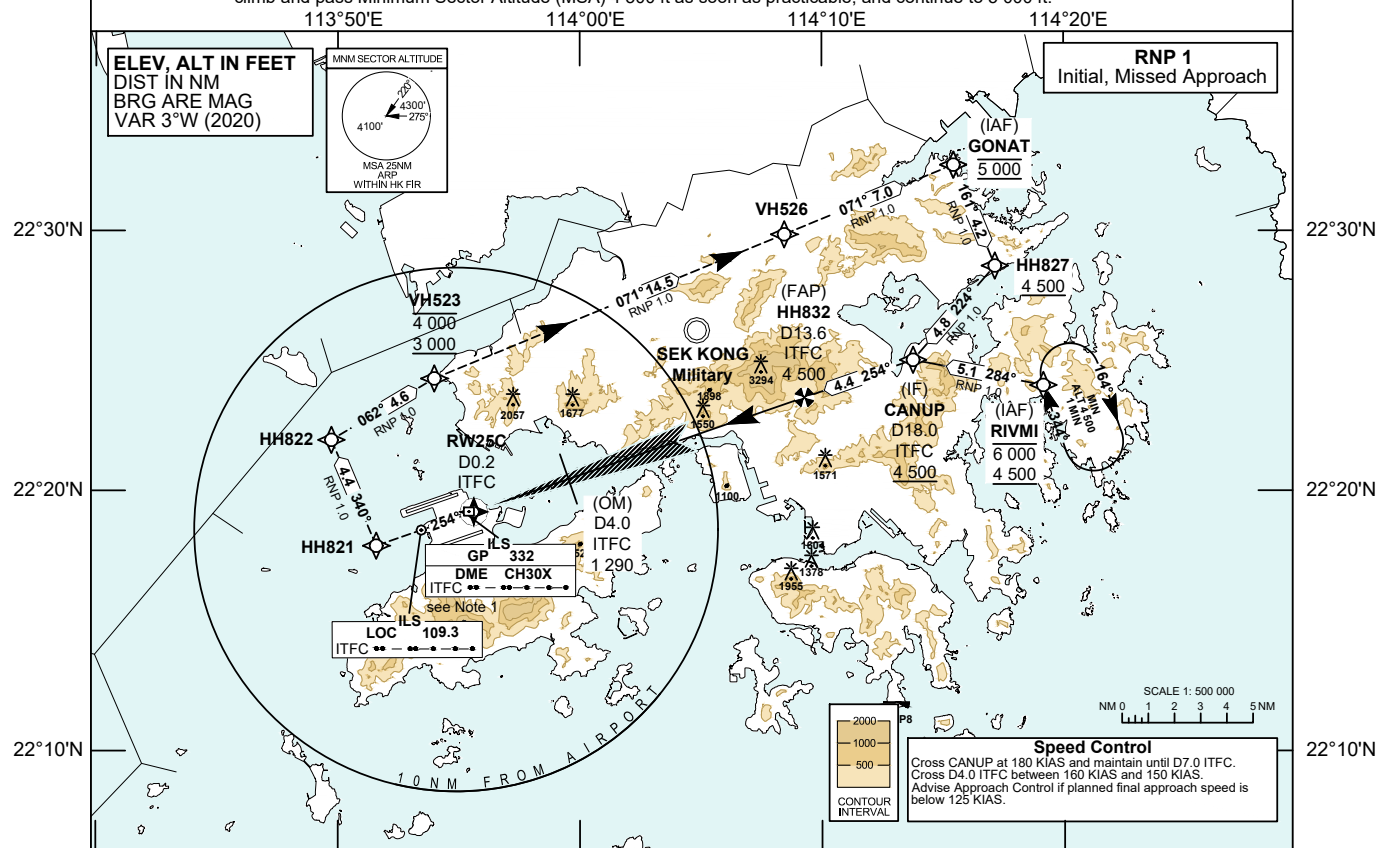 climb and pass Minimum Sector Altitude (MSA) 4 300 ft as soon as practicable, and continue to 5 000 ft.
113°50'E
114°00'E
114°10'E
114°20'E
ELEV, ALT IN FEET
DIST IN NM
BRG ARE MAG
VAR 3°W (2020)
MNM SECTOR ALTITUDE
220°
4300'
275°
4100'
MSA 25NM
ARP
WITHIN HK FIR
RNP 1
Initial, Missed Approach
(IAF)
GONAT
5 000
071° 7.0
RNP 1.0
161° 4.2
RNP 1.0
VH526
22°30'N
22°30'N
HH827
4 500
071° 14.5
RNP 1.0
VH523
4 000
3 000
(FAP)
HH832
D13.6
ITFC
4 500
4.8 224°
RNP 1.0
SEK KONG
Military
3294
1898
1550
4.4 254°
5.1 284°
RNP 1.0
164°
MIN
ALT 4 500
1 MIN
344°
062° 4.6
RNP 1.0
2057
1677
(IF)
CANUP
D18.0
ITFC
4 500
(IAF)
RIVMI
6 000
4 500
HH822
RW25C
D0.2
ITFC
4.4 340°
RNP 1.0
1571
22°20'N
22°20'N
1100
(OM)
D4.0
ITFC
1 290
254°
HH821
1804
1378
1955
ILS
GP 332
DME CH30X
ITFC
see Note 1
ILS
LOC 109.3
ITFC
10NM FROM AIRPORT
SCALE 1: 500 000
NM 0 1 2 3 4 5 NM
P8
22°10'N
22°10'N
2000
1000
500
CONTOUR
INTERVAL
Speed Control
Cross CANUP at 180 KIAS and maintain until D7.0 ITFC.
Cross D4.0 ITFC between 160 KIAS and 150 KIAS.
Advise Approach Control if planned final approach speed is
below 125 KIAS.